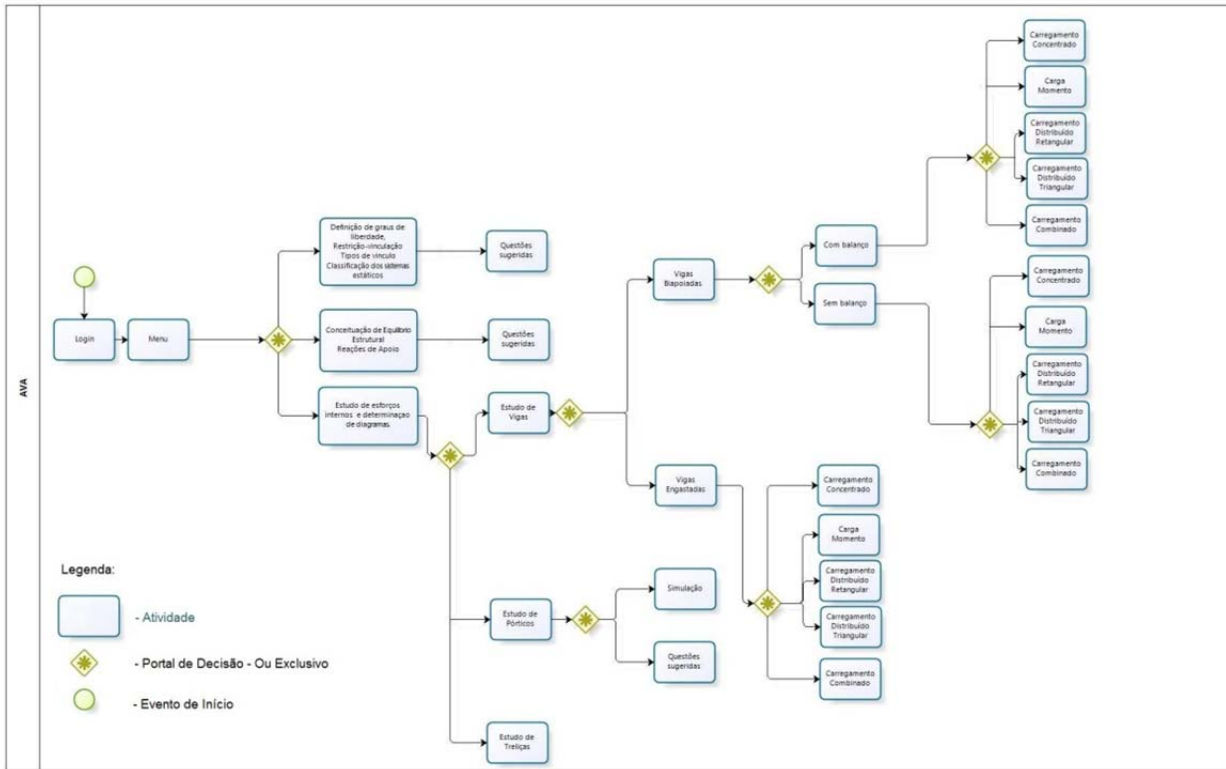 AVA
Login
Menu
Definição de graus de
liberdade,
Restrição-vinculação
Tipos de vinculo
Classificação dos sistemas
estáticos
Questões
sugeridas
Conceituação de Equilíbrio
Estrutural
Reações de Apoio
Questões
sugeridas
Estudo de esforços
internos e determinaçao
de diagramas.
Estudo de
Vigas
Vigas
Biapoiadas
Com balanço
Sem balanço
Carregamento
Concentrado
Carga
Momento
Carregamento
Distribuído
Retangular
Carregamento
Distribuído
Triangular
Carregamento
Combinado
Carregamento
Concentrado
Carga
Momento
Carregamento
Distribuído
Retangular
Carregamento
Distribuído
Triangular
Carregamento
Combinado
Vigas
Engastadas
Carregamento
Concentrado
Carga
Momento
Carregamento
Distribuído
Retangular
Carregamento
Distribuído
Triangular
Carregamento
Combinado
Estudo de
Pórticos
Simulação
Questões
sugeridas
Estudo de
Treliças
Legenda:
- Atividade
- Portal de Decisão - Ou Exclusivo
- Evento de Início